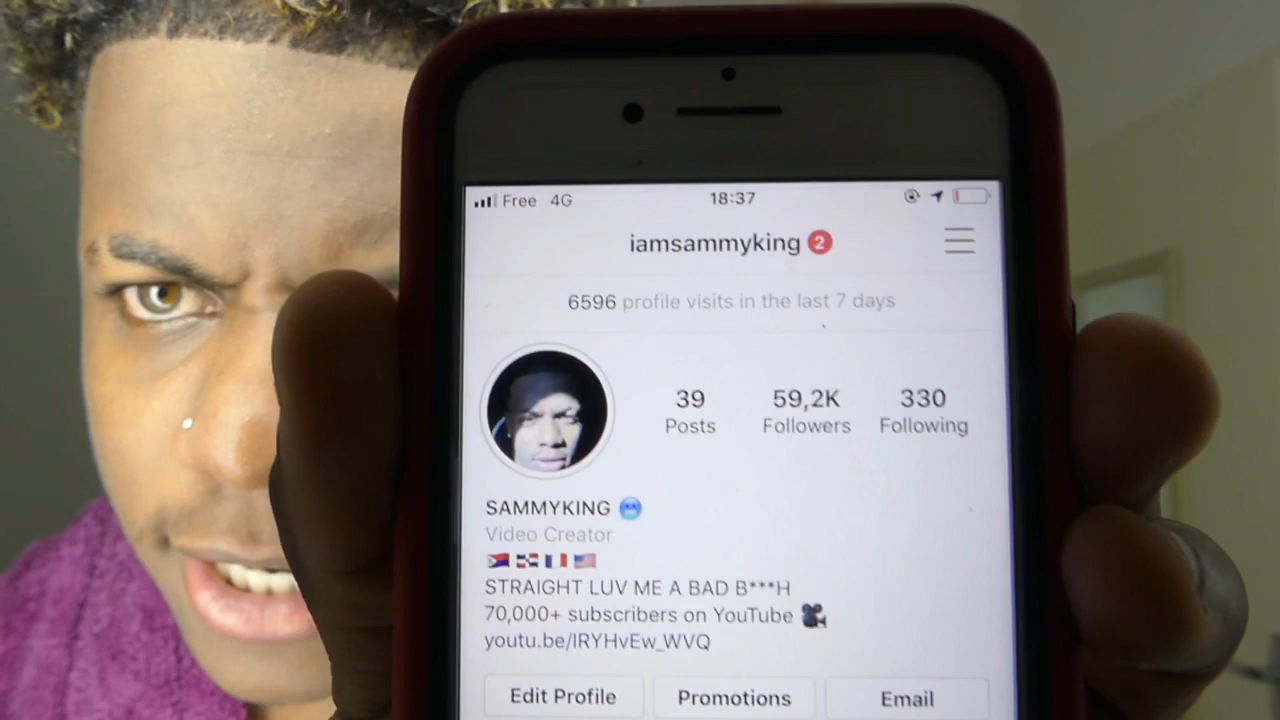 Free 4G 18:37
iamsammyking 2
6596 profile visits in the last 7 days
39 59,2K 330
Posts Followers Following
SAMMYKING
Video Creator
STRAIGHT LUV ME A BAD B***H
70,000+ subscribers on YouTube
youtu.be/lRYHvEw_WVQ
Edit Profile Promotions Email